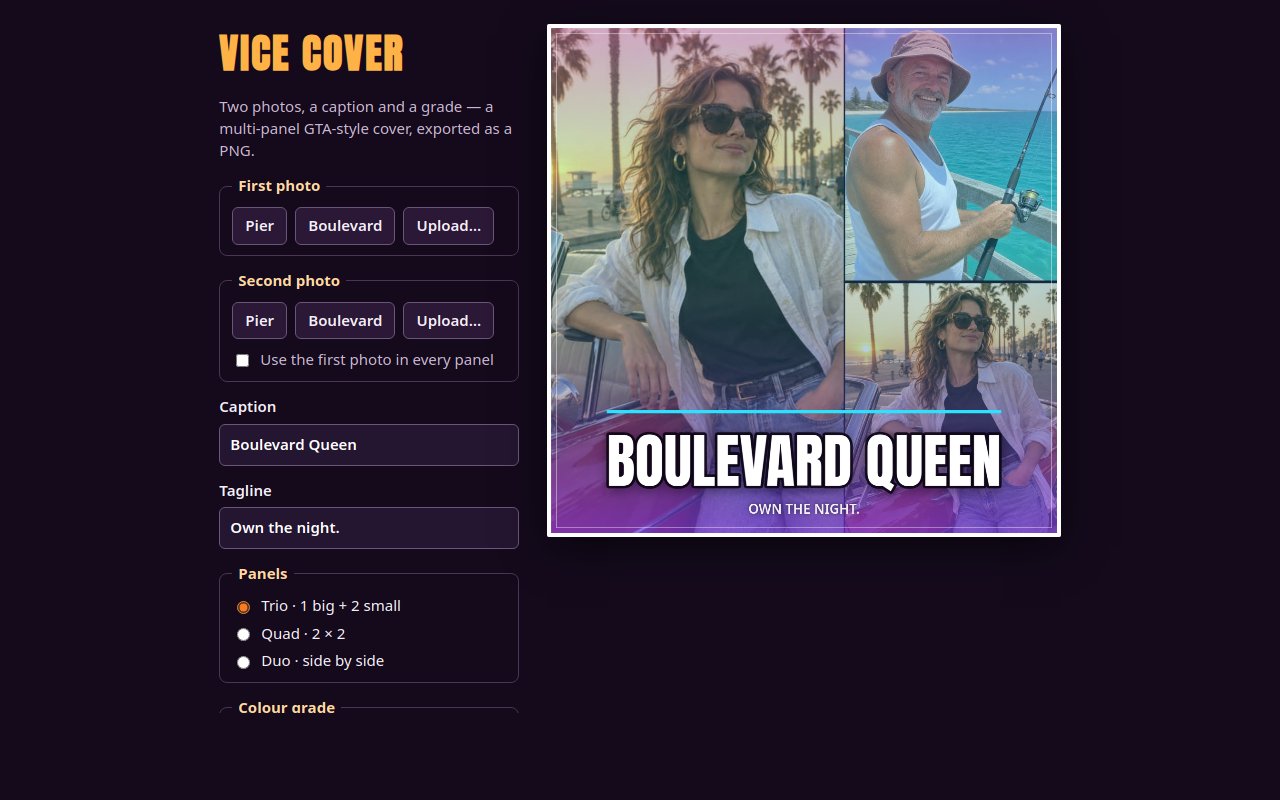 VICE COVER
Two photos, a caption and a grade — a
multi-panel GTA-style cover, exported as a
PNG.
First photo
Pier
Boulevard
Upload...
Second photo
Pier
Boulevard
Upload...
Use the first photo in every panel
Caption
Boulevard Queen
Tagline
Own the night.
Panels
Trio · 1 big + 2 small
Quad · 2 × 2
Duo · side by side
Colour grade
BOULEVARD QUEEN
OWN THE NIGHT.